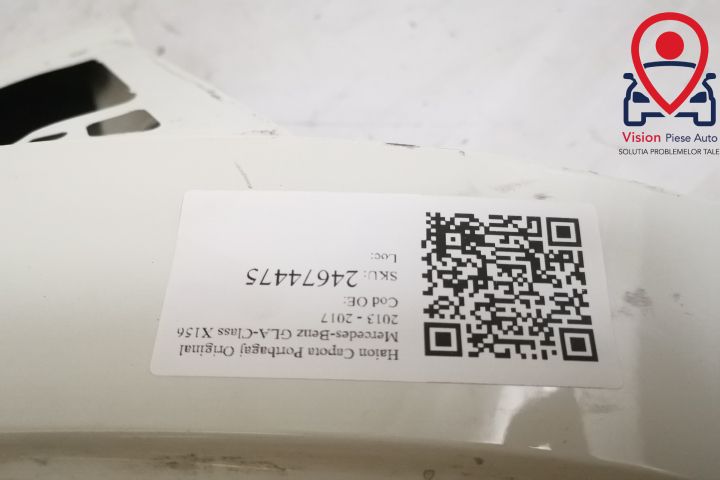 Vision Piese Auto
SOLUTIA PROBLEMELOR TALE
Haion Capota Portbagaj Original
Mercedes-Benz GLA-Class X156
2013 - 2017
Cod OE:
SKU: 24674475
Loc: